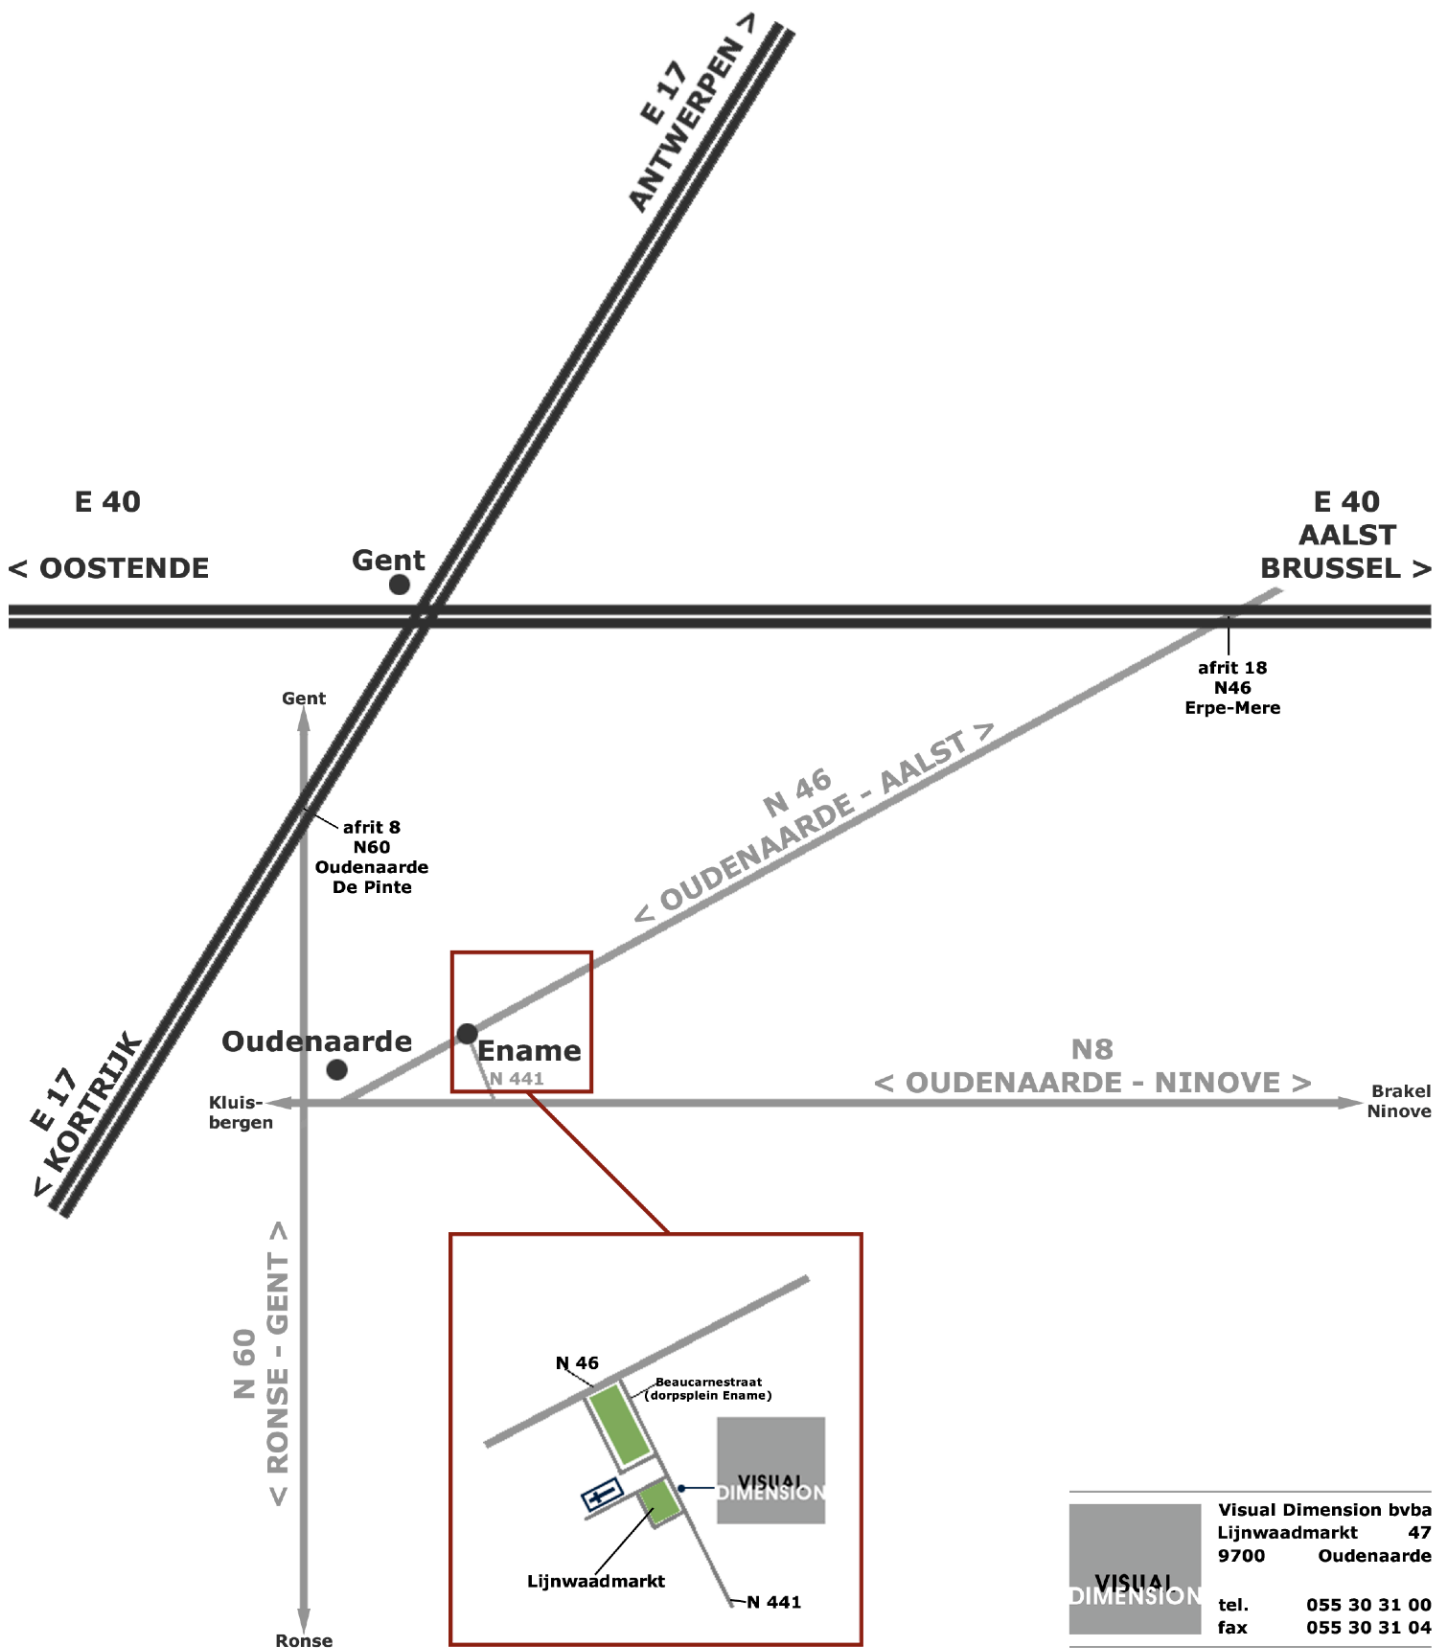 E 17
ANTWERPEN >
E 40
< OOSTENDE
Gent
E 40
AALST
BRUSSEL >
afrit 18
N46
Erpe-Mere
Gent
N 46
< OUDENAARDE - AALST >
afrit 8
N60
Oudenaarde
De Pinte
Oudenaarde
Ename
N 441
N8
< OUDENAARDE - NINOVE >
Kluis-
bergen
Brakel
Ninove
E 17
< KORTRIJK
N 60
< RONSE - GENT >
N 46
Beaucarnestraat
(dorpsplein Ename)
VISUAL
DIMENSION
Lijnwaadmarkt
N 441
Ronse
VISUAL
DIMENSION
Visual Dimension bvba
Lijnwaadmarkt 47
9700 Oudenaarde
tel. 055 30 31 00
fax 055 30 31 04